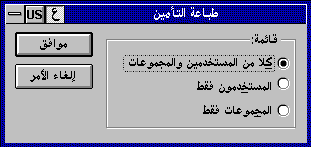 طباعة التأمين
ع US
قائمة:
كلا من المستخدمين والمجموعات
المستخدمون فقط
المجموعات فقط
موافق
إلغاء الأمر